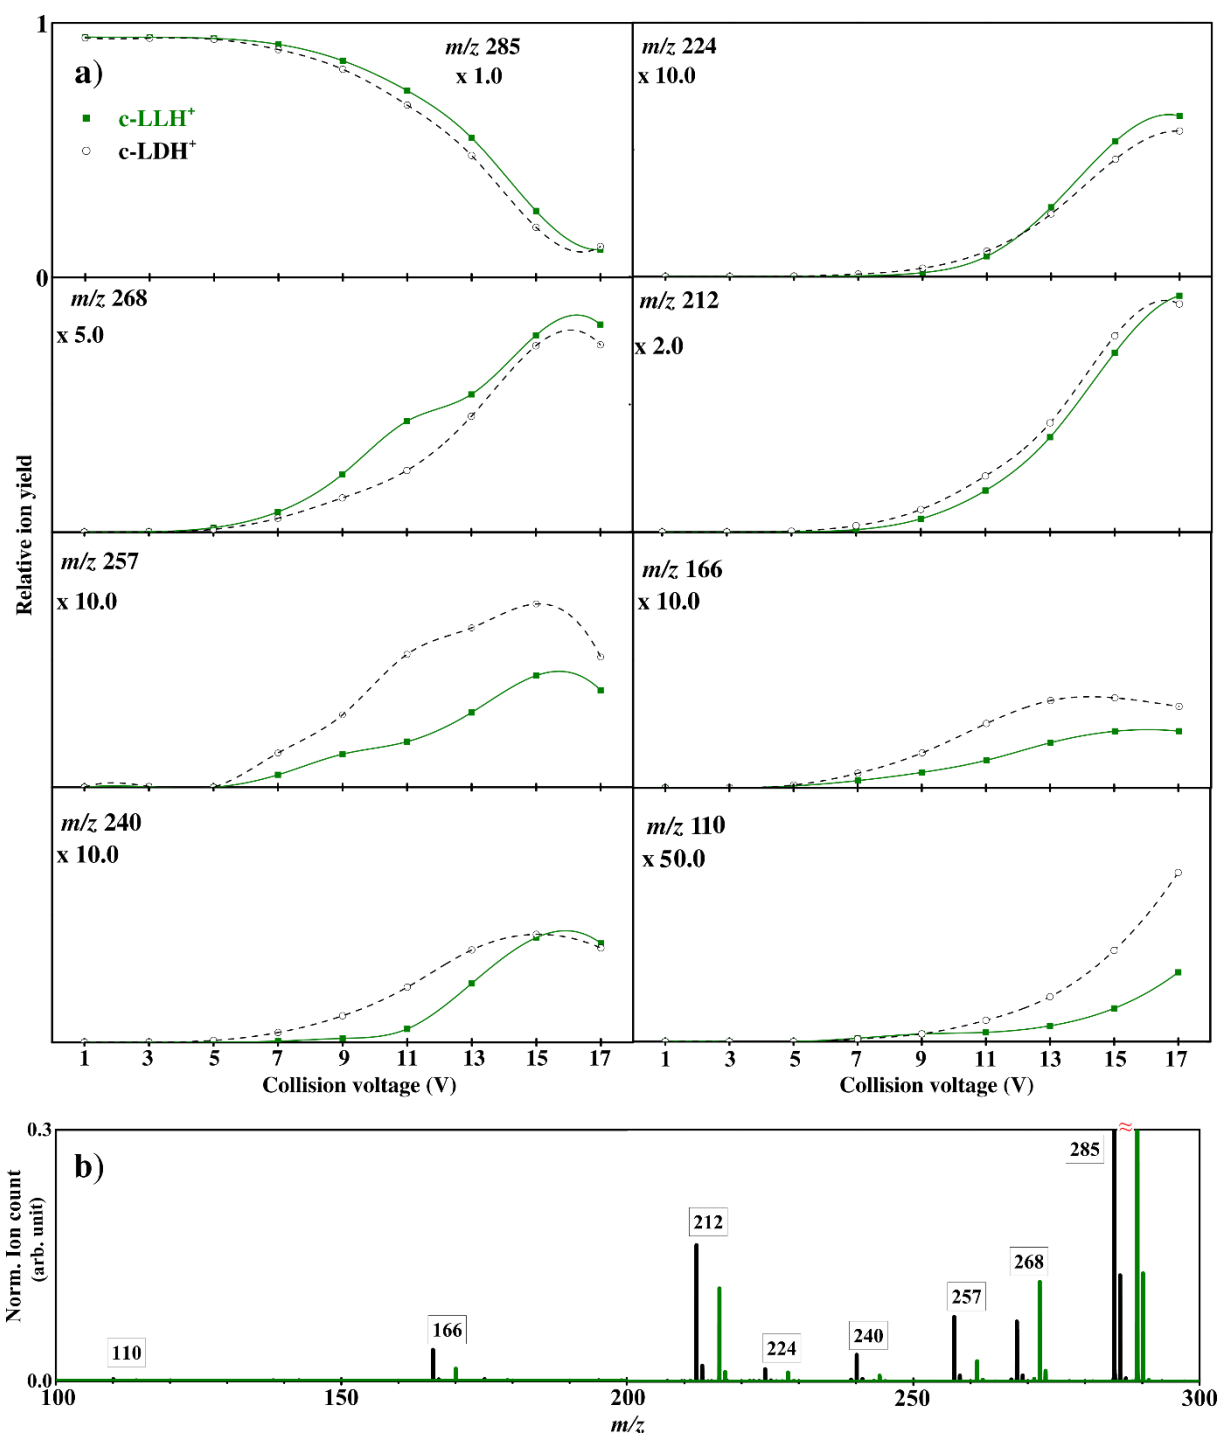 1
a)
m/z 285
x 1.0
c-LLH+
c-LDH+
0
m/z 224
x 10.0
m/z 268
x 5.0
m/z 212
x 2.0
Relative ion yield
m/z 257
x 10.0
m/z 166
x 10.0
m/z 240
x 10.0
m/z 110
x 50.0
1 3 5 7 9 11 13 15 17
Collision voltage (V)
1 3 5 7 9 11 13 15 17
Collision voltage (V)
0.3
b)
Norm. Ion count
(arb. unit)
≈
285
212
268
257
166
240
224
110
0.0
100 150 200 250 300
m/z